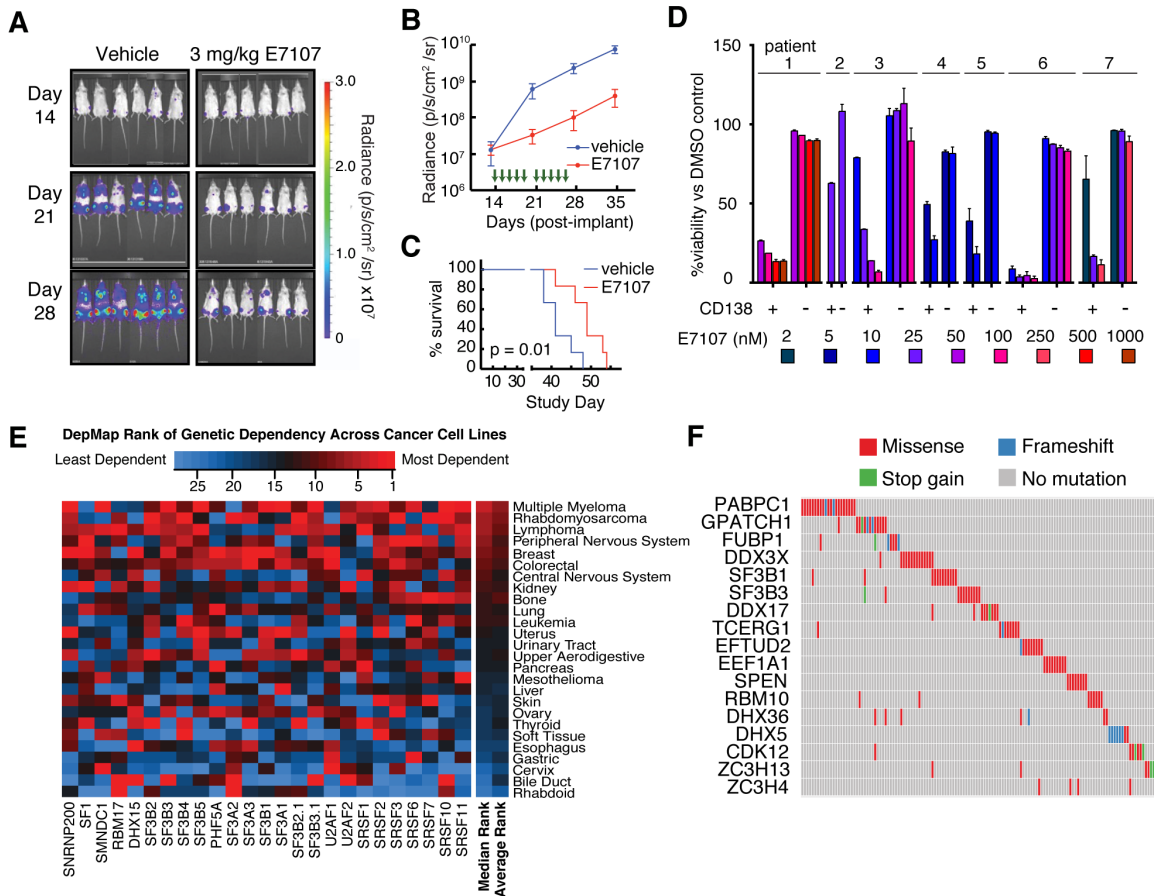 A
Vehicle
3 mg/kg E7107
Day
14
Day
21
Day
28
3.0
2.0
1.0
0
Radiance (p/s/cm² /sr) x10⁷
B
Radiance (p/s/cm² /sr)
10¹⁰
10⁹
10⁸
10⁷
10⁶
vehicle
E7107
14 21 28 35
Days (post-implant)
C
% survival
100
80
60
40
20
0
vehicle
E7107
p = 0.01
10 30 40 50
Study Day
D
%viability vs DMSO control
150
100
50
0
patient
1 2 3 4 5 6 7
CD138 + - + - + - + - + - + - + -
E7107 (nM) 2 5 10 25 50 100 250 500 1000
E
DepMap Rank of Genetic Dependency Across Cancer Cell Lines
Least Dependent
Most Dependent
25 20 15 10 5 1
Multiple Myeloma
Rhabdomyosarcoma
Lymphoma
Peripheral Nervous System
Breast
Colorectal
Central Nervous System
Kidney
Bone
Lung
Leukemia
Uterus
Urinary Tract
Upper Aerodigestive
Pancreas
Mesothelioma
Liver
Skin
Ovary
Thyroid
Soft Tissue
Esophagus
Gastric
Cervix
Bile Duct
Rhabdoid
SNRNP200
SF1
SMNDC1
RBM17
DHX15
SF3B2
SF3B3
SF3B4
SF3B5
PHF5A
SF3A2
SF3A3
SF3B1
SF3A1
SF3B2.1
SF3B3.1
U2AF1
U2AF2
SRSF1
SRSF2
SRSF3
SRSF6
SRSF7
SRSF10
SRSF11
Median Rank
Average Rank
F
Missense
Frameshift
Stop gain
No mutation
PABPC1
GPATCH1
FUBP1
DDX3X
SF3B1
SF3B3
DDX17
TCERG1
EFTUD2
EEF1A1
SPEN
RBM10
DHX36
DHX5
CDK12
ZC3H13
ZC3H4